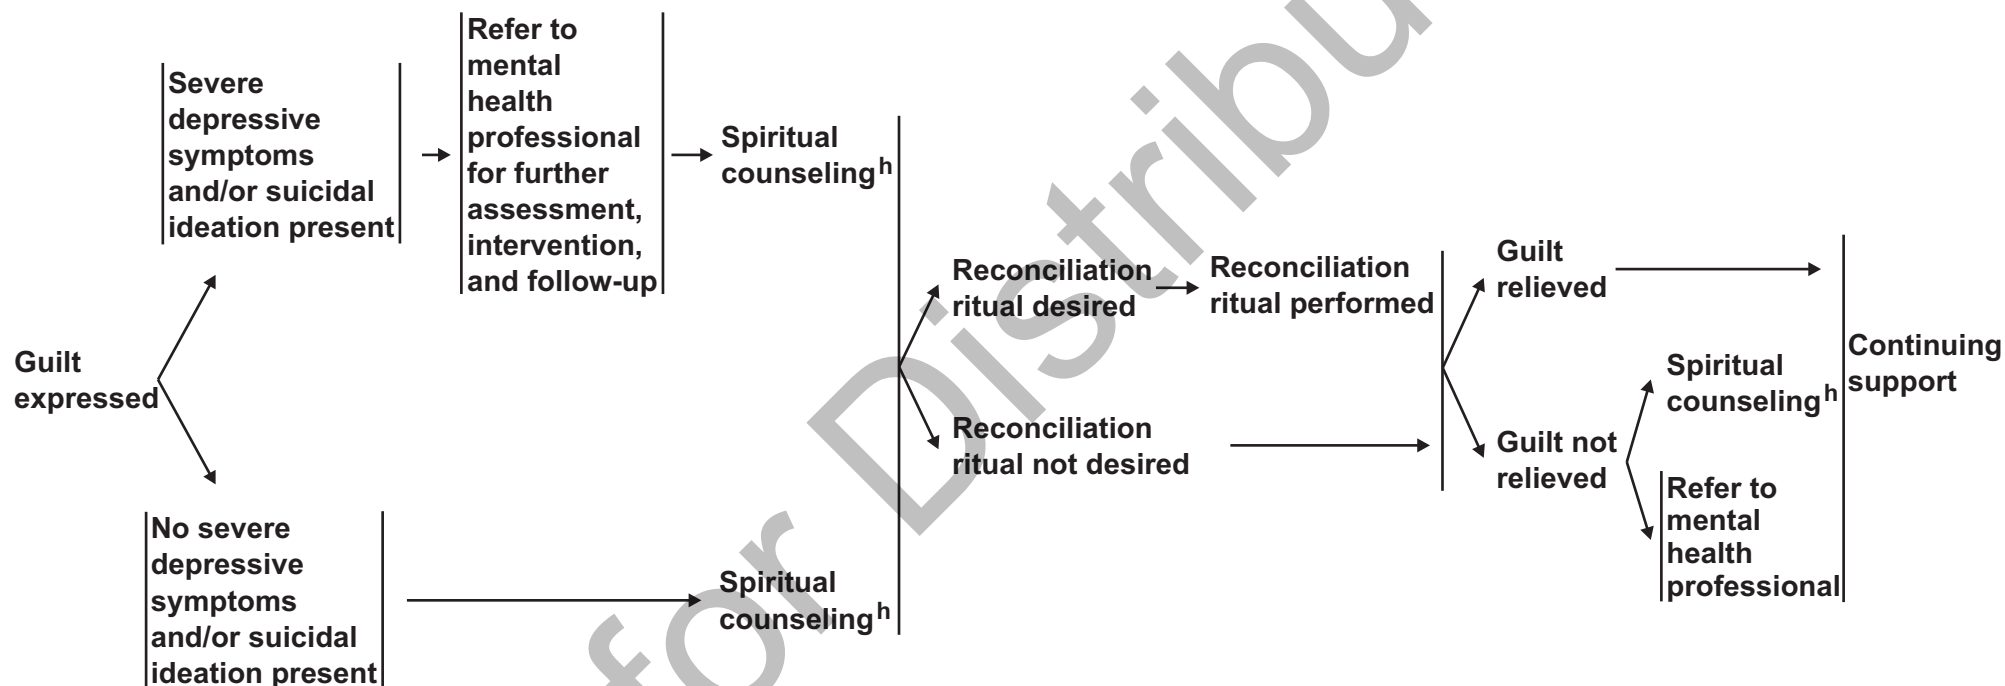 Guilt
expressed
Severe
depressive
symptoms
and/or suicidal
ideation present
Refer to
mental
health
professional
for further
assessment,
intervention,
and follow-up
Spiritual
counseling h
No severe
depressive
symptoms
and/or suicidal
ideation present
Spiritual
counseling h
Reconciliation
ritual desired
Reconciliation
ritual performed
Reconciliation
ritual not desired
Guilt
relieved
Guilt not
relieved
Spiritual
counseling h
Refer to
mental
health
professional
Continuing
support
for Distribu